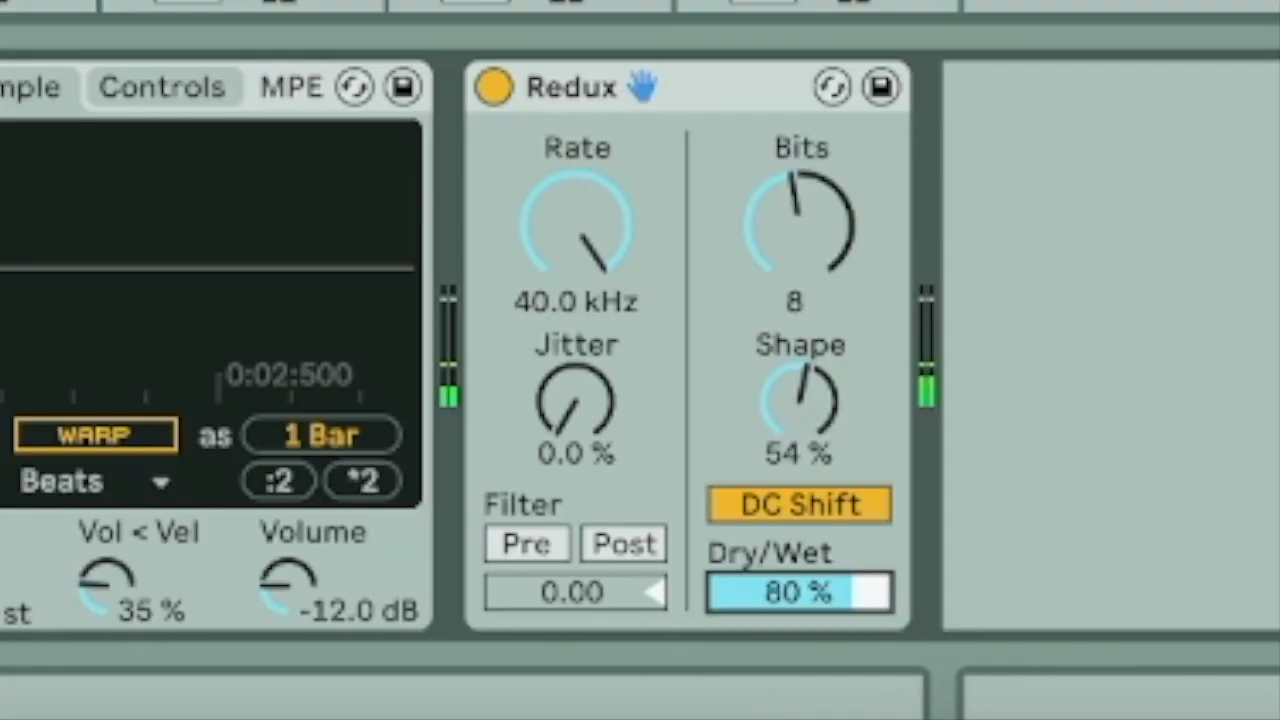 mple Controls MPE
0:02:500
WARP as 1 Bar
Beats :2 *2
Vol < Vel Volume
st 35 % -12.0 dB
Redux
Rate Bits
40.0 kHz 8
Jitter Shape
0.0 % 54 %
Filter DC Shift
Pre Post Dry/Wet
0.00 80 %